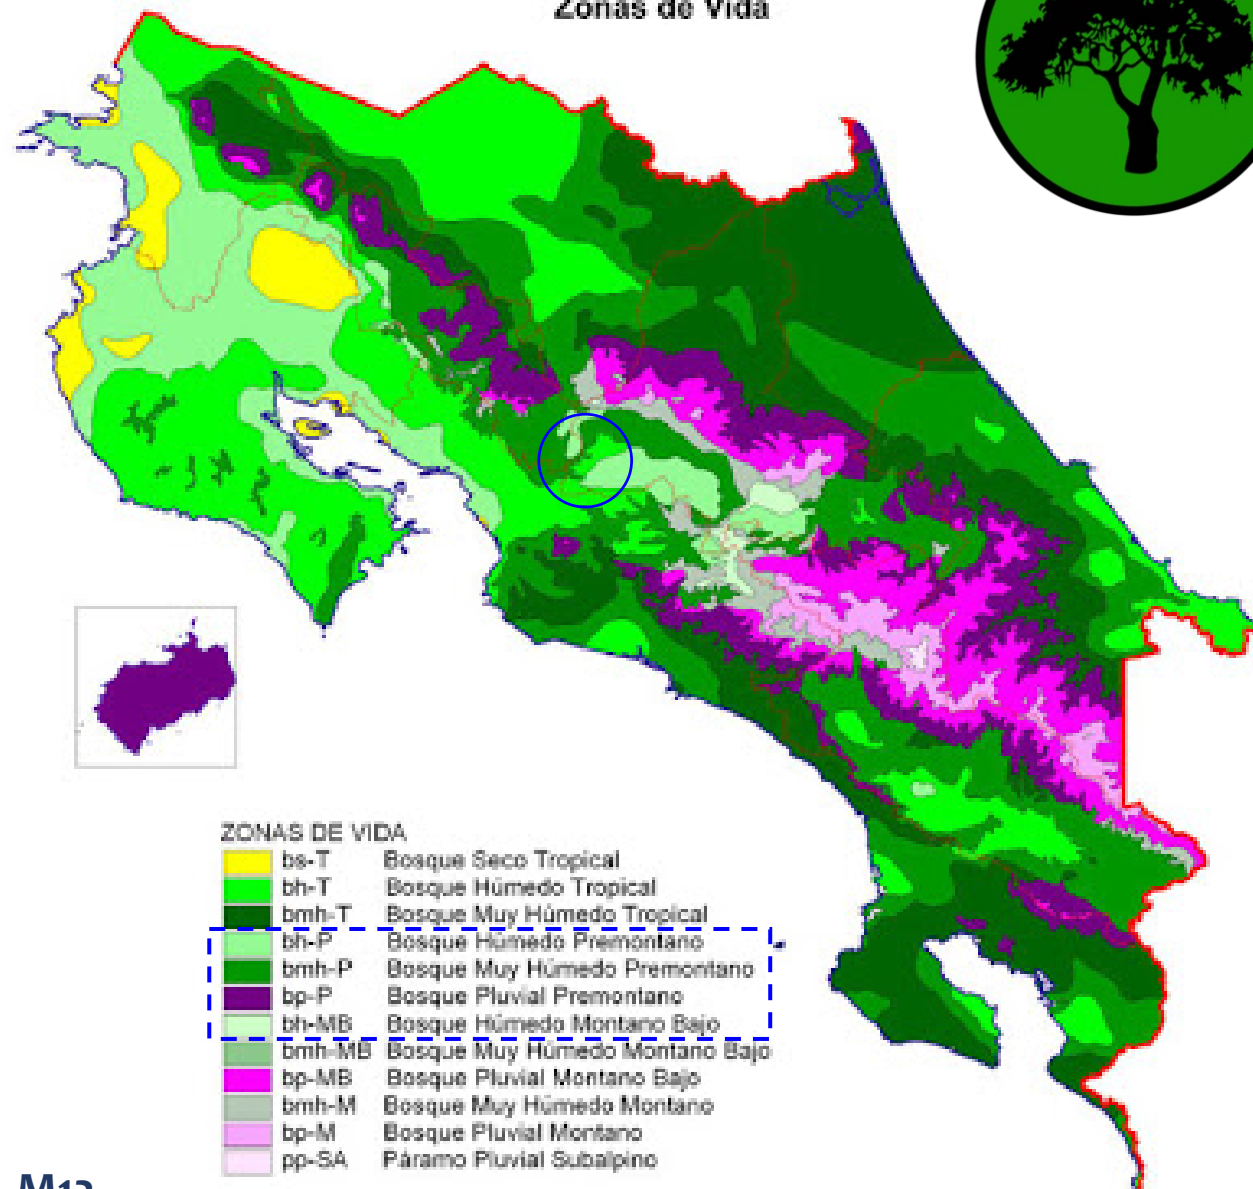 Zonas de Vida
ZONAS DE VIDA
bs-T Bosque Seco Tropical
bh-T Bosque Húmedo Tropical
bmh-T Bosque Muy Húmedo Tropical
bh-P Bosque Húmedo Premontano
bmh-P Bosque Muy Húmedo Premontano
bp-P Bosque Pluvial Premontano
bh-MB Bosque Húmedo Montano Bajo
bmh-MB Bosque Muy Húmedo Montano Bajo
bp-MB Bosque Pluvial Montano Bajo
bmh-M Bosque Muy Húmedo Montano
bp-M Bosque Pluvial Montano
pp-SA Páramo Pluvial Subalpino